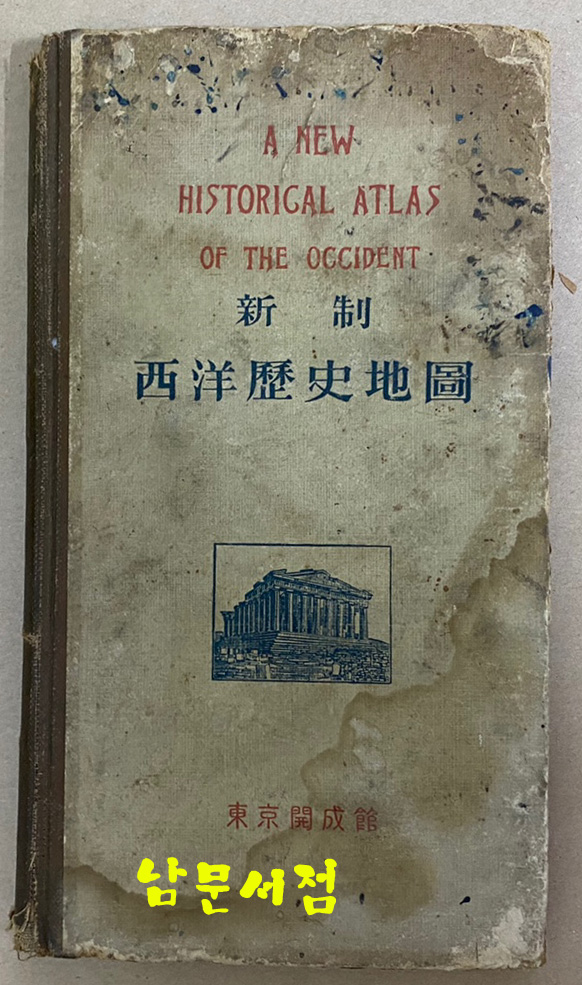 A NEW
HISTORICAL ATLAS
OF THE OCCIDENT
新 制
西洋歷史地圖
東京開成館
남문서점